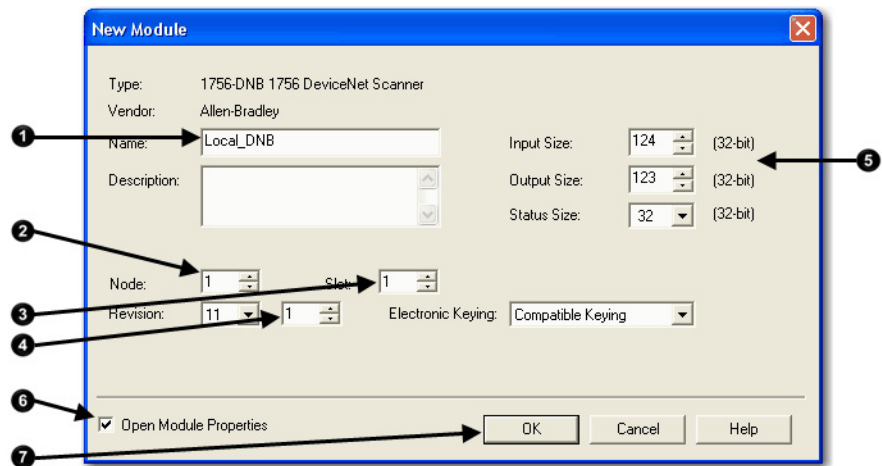 New Module
Type: 1756-DNB 1756 DeviceNet Scanner
Vendor: Allen-Bradley
1 Name: Local_DNB
Input Size: 124 (32-bit) 5
Description:
Output Size: 123 (32-bit)
Status Size: 32 (32-bit)
2
Node: 1 Slot: 1
3
Revision: 11 1 Electronic Keying: Compatible Keying
4
6
Open Module Properties OK Cancel Help
7